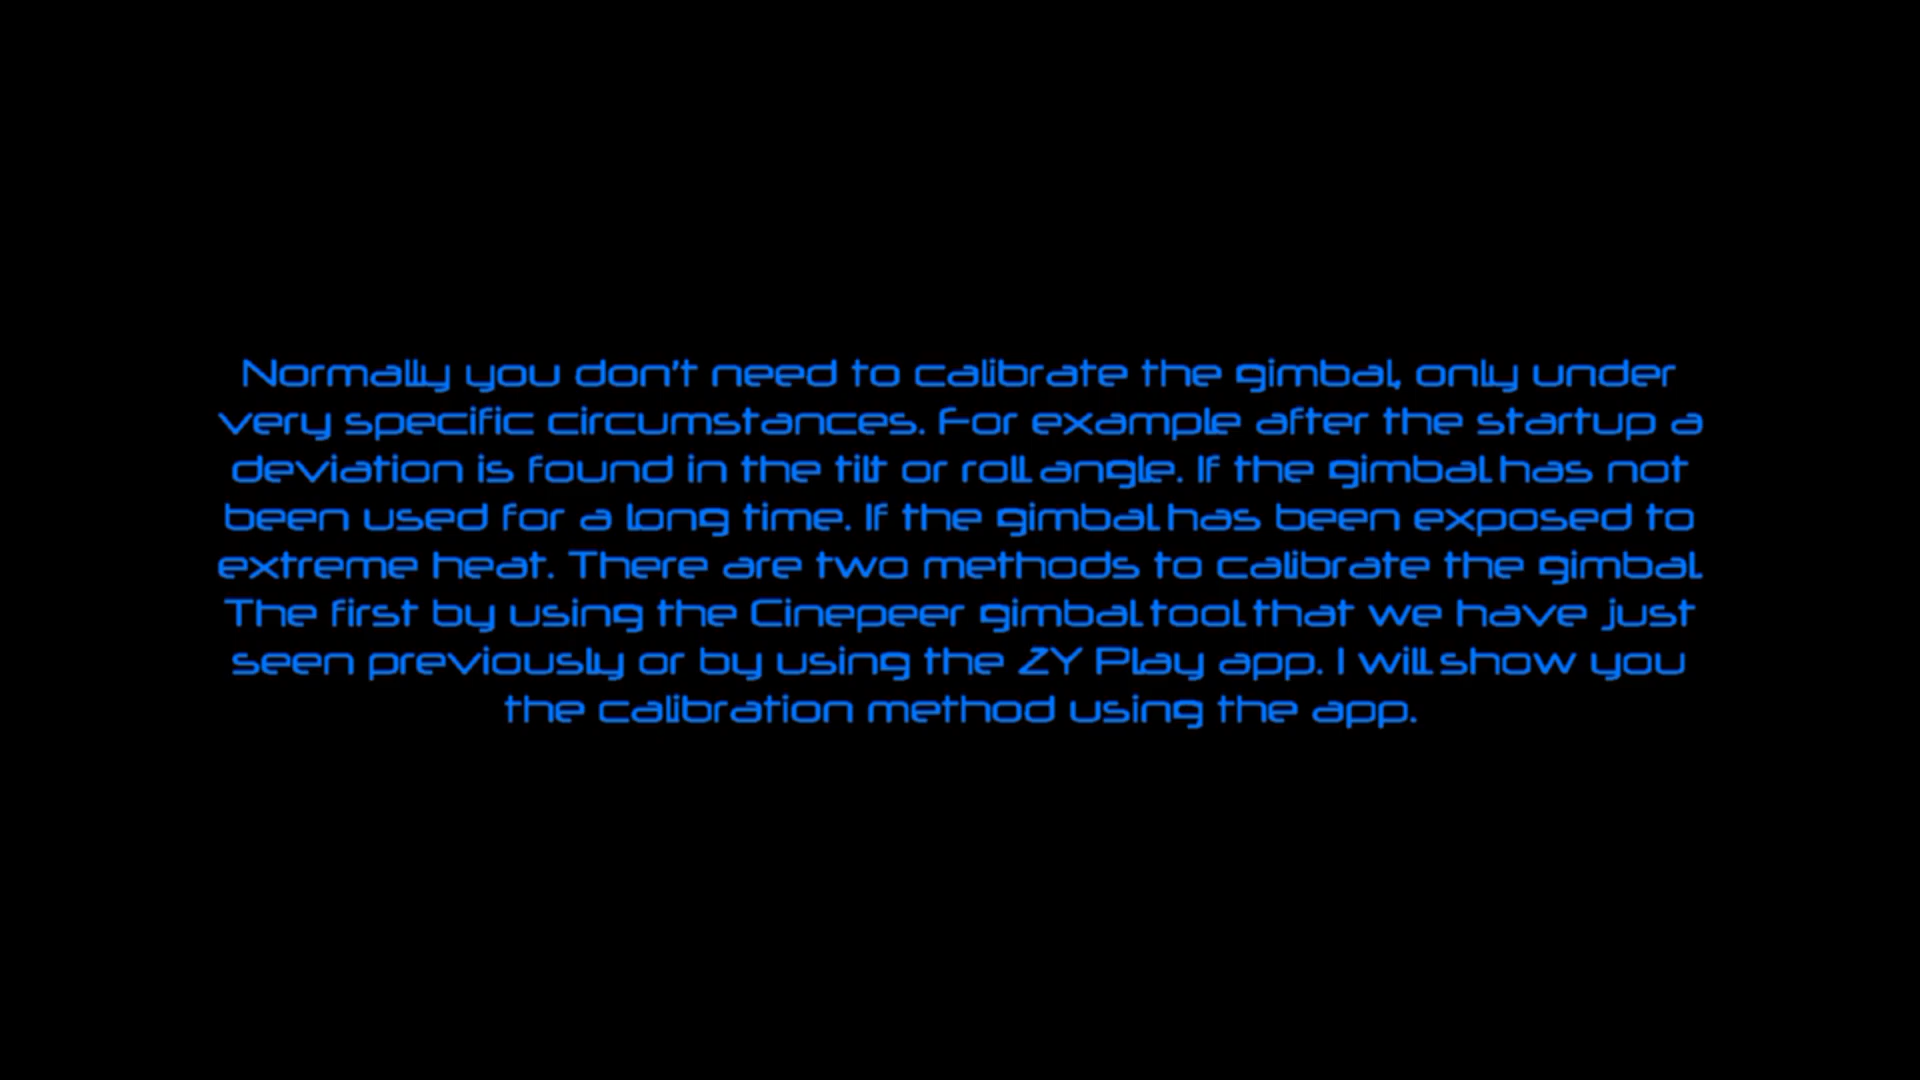 Normally you don't need to calibrate the gimbal, only under
very specific circumstances. For example after the startup a
deviation is found in the tilt or roll angle. If the gimbal has not
been used for a long time. If the gimbal has been exposed to
extreme heat. There are two methods to calibrate the gimbal.
The first by using the Cinepeer gimbal tool that we have just
seen previously or by using the ZY Play app. I will show you
the calibration method using the app.